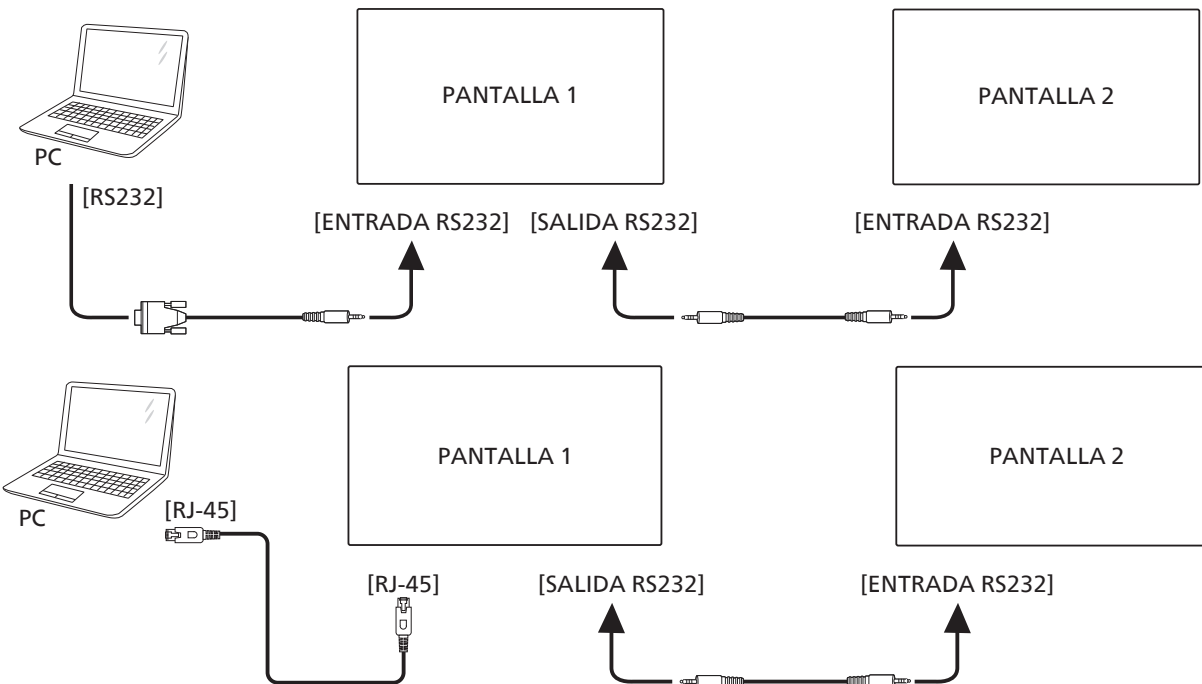 PANTALLA 1
PANTALLA 2
PC
[RS232]
[ENTRADA RS232]
[SALIDA RS232]
[ENTRADA RS232]
PANTALLA 1
PANTALLA 2
PC
[RJ-45]
[RJ-45]
[SALIDA RS232]
[ENTRADA RS232]